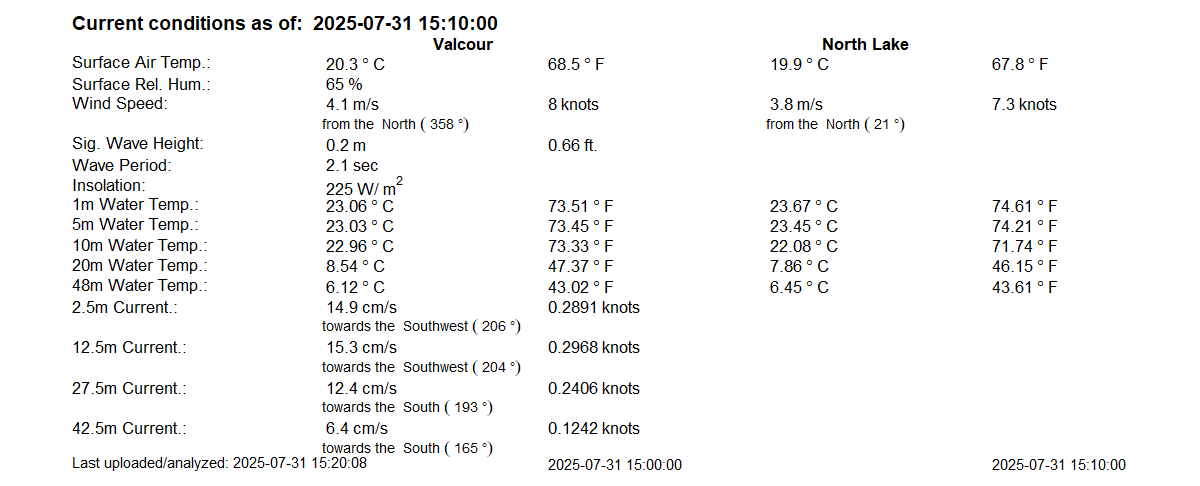 Current conditions as of: 2025-07-31 15:10:00
Valcour North Lake
Surface Air Temp.: 20.3 ° C 68.5 ° F 19.9 ° C 67.8 ° F
Surface Rel. Hum.: 65 %
Wind Speed: 4.1 m/s 8 knots 3.8 m/s 7.3 knots
from the North ( 358 °) from the North ( 21 °)
Sig. Wave Height: 0.2 m 0.66 ft.
Wave Period: 2.1 sec
Insolation: 225 W/ m²
1m Water Temp.: 23.06 ° C 73.51 ° F 23.67 ° C 74.61 ° F
5m Water Temp.: 23.03 ° C 73.45 ° F 23.45 ° C 74.21 ° F
10m Water Temp.: 22.96 ° C 73.33 ° F 22.08 ° C 71.74 ° F
20m Water Temp.: 8.54 ° C 47.37 ° F 7.86 ° C 46.15 ° F
48m Water Temp.: 6.12 ° C 43.02 ° F 6.45 ° C 43.61 ° F
2.5m Current.: 14.9 cm/s 0.2891 knots
towards the Southwest ( 206 °)
12.5m Current.: 15.3 cm/s 0.2968 knots
towards the Southwest ( 204 °)
27.5m Current.: 12.4 cm/s 0.2406 knots
towards the South ( 193 °)
42.5m Current.: 6.4 cm/s 0.1242 knots
towards the South ( 165 °)
Last uploaded/analyzed: 2025-07-31 15:20:08 2025-07-31 15:00:00 2025-07-31 15:10:00